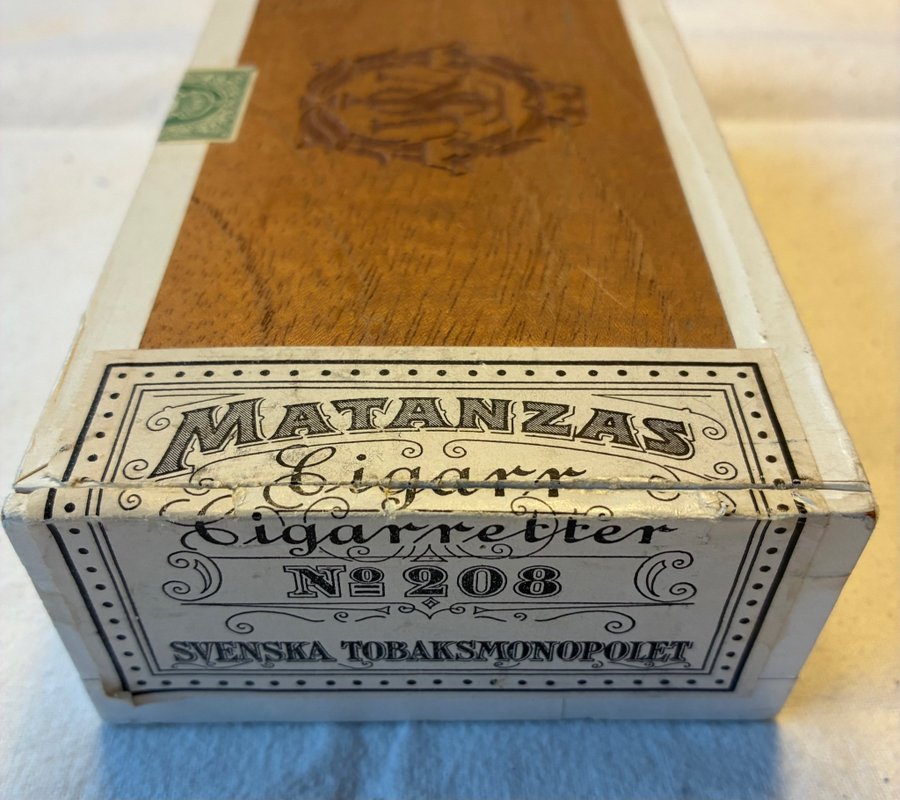 MATANZAS
Cigarr
Cigarretter
Nº 208
SVENSKA TOBAKSMONOPOLET